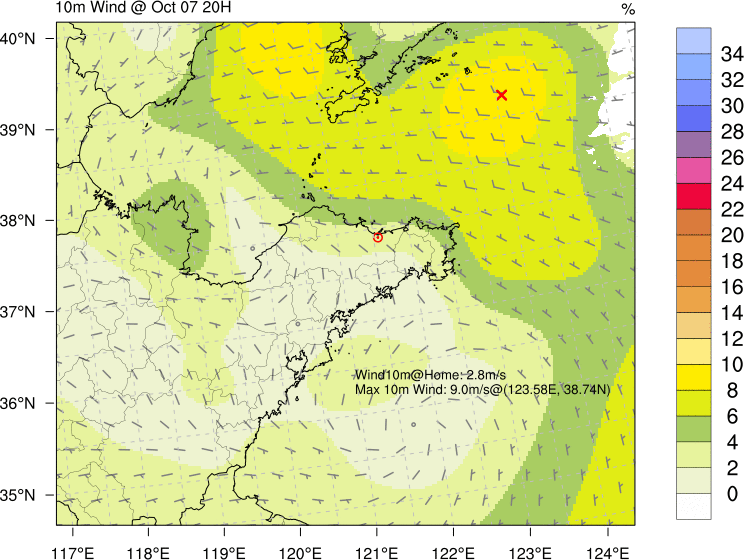 10m Wind @ Oct 07 20H
%
40°N
39°N
38°N
37°N
36°N
35°N
117°E
118°E
119°E
120°E
121°E
122°E
123°E
124°E
Wind10m@Home: 2.8m/s
Max 10m Wind: 9.0m/s@(123.58E, 38.74N)
34
32
30
28
26
24
22
20
18
16
14
12
10
8
6
4
2
0